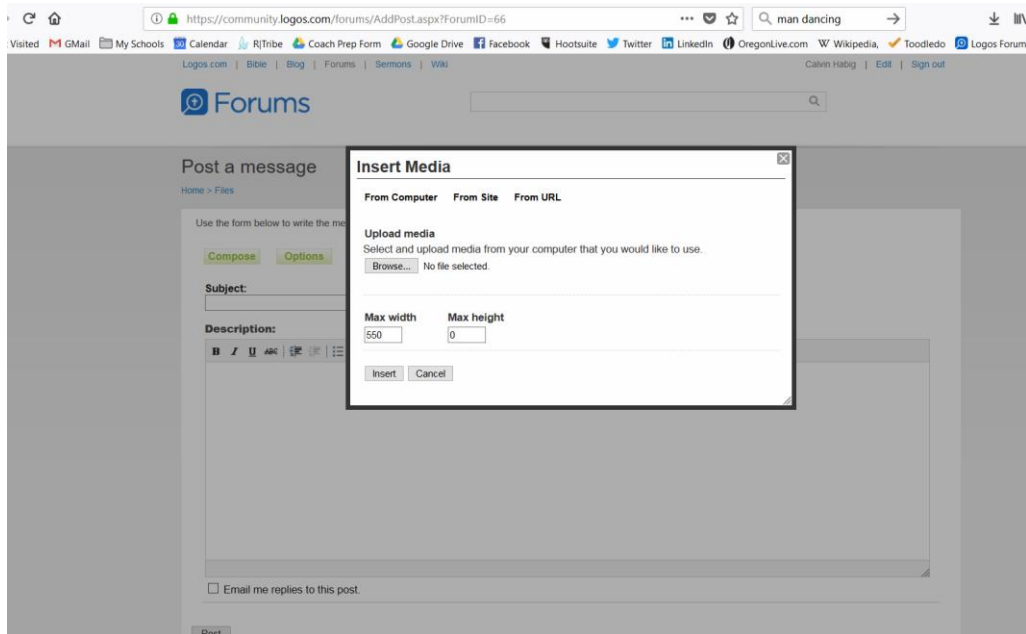 https://community.logos.com/forums/AddPost.aspx?ForumID=66 man dancing
Visited GMail My Schools 30 Calendar RJTribe Coach Prep Form Google Drive Facebook Hootsuite Twitter LinkedIn OregonLive.com W Wikipedia, Toodledo Logos Forum
Logos.com | Bible | Blog | Forums | Sermons | Wiki Calvin Habig | Edit | Sign out
Forums
Post a message
Home > Files
Insert Media
From Computer From Site From URL
Use the form below to write the me
Upload media
Select and upload media from your computer that you would like to use.
Compose Options
Browse... No file selected.
Subject:
Max width Max height
550 0
Description:
B I U ABC
Insert Cancel
Email me replies to this post.
Post